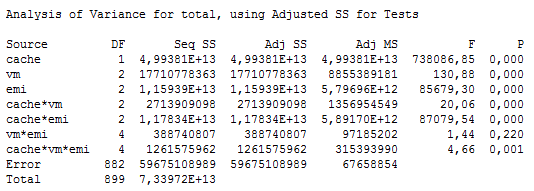 Analysis of Variance for total, using Adjusted SS for Tests
Source DF Seq SS Adj SS Adj MS F P
cache 1 4,99381E+13 4,99381E+13 4,99381E+13 738086,85 0,000
vm 2 17710778363 17710778363 8855389181 130,88 0,000
emi 2 1,15939E+13 1,15939E+13 5,79696E+12 85679,30 0,000
cache*vm 2 2713909098 2713909098 1356954549 20,06 0,000
cache*emi 2 1,17834E+13 1,17834E+13 5,89170E+12 87079,54 0,000
vm*emi 4 388740807 388740807 97185202 1,44 0,220
cache*vm*emi 4 1261575962 1261575962 315393990 4,66 0,001
Error 882 59675108989 59675108989 67658854
Total 899 7,33972E+13